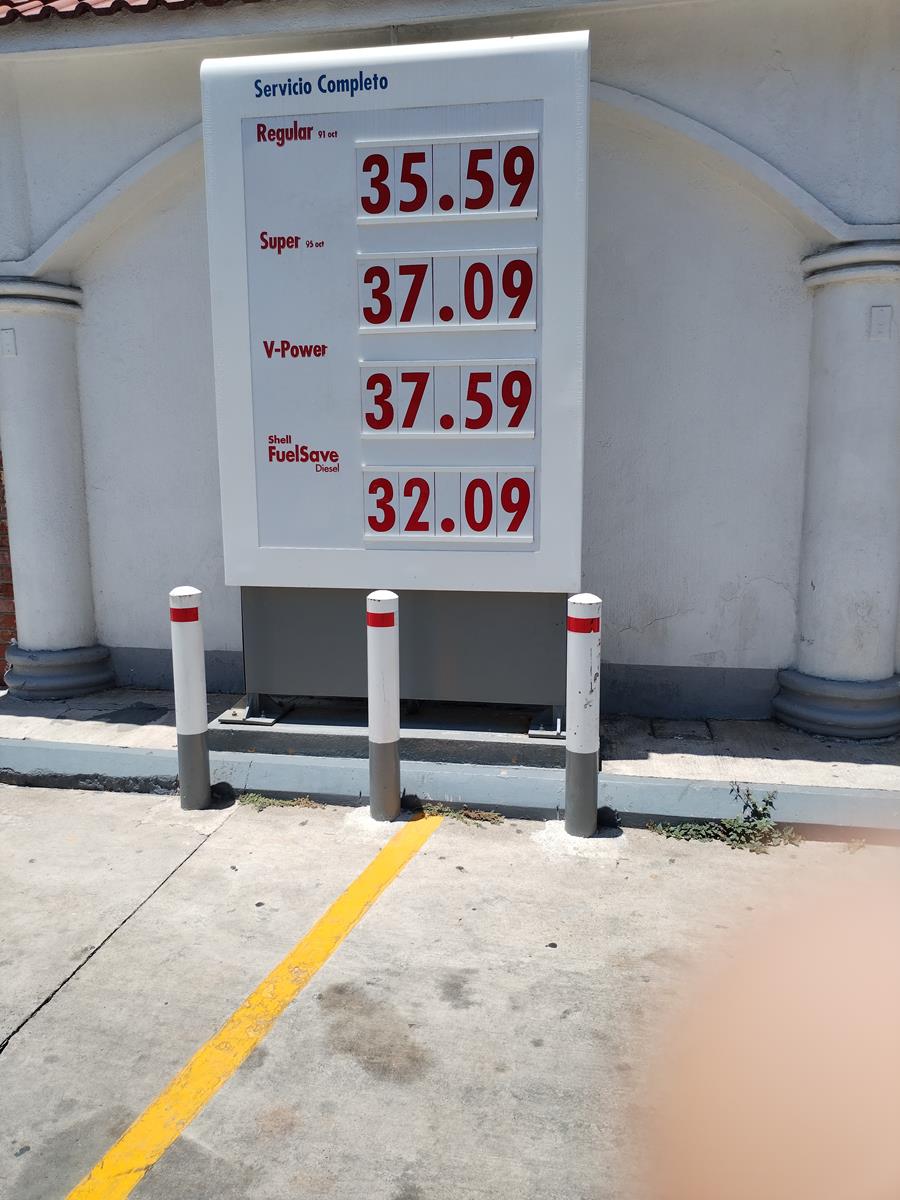 Servicio Completo
Regular 91 oct
35.59
Super 95 oct
37.09
V-Power
37.59
Shell
FuelSave
Diesel
32.09